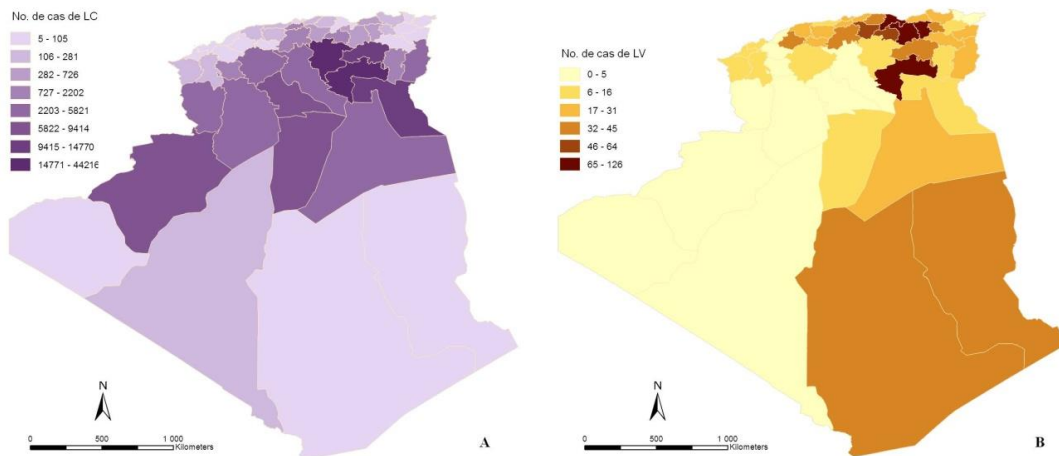 No. de cas de LC
5 - 105
106 - 281
282 - 726
727 - 2202
2203 - 5821
5822 - 9414
9415 - 14770
14771 - 44216
N
0 500 1 000
Kilometers
A
No. de cas de LV
0 - 5
6 - 16
17 - 31
32 - 45
46 - 64
65 - 126
N
0 500 1 000
Kilometers
B